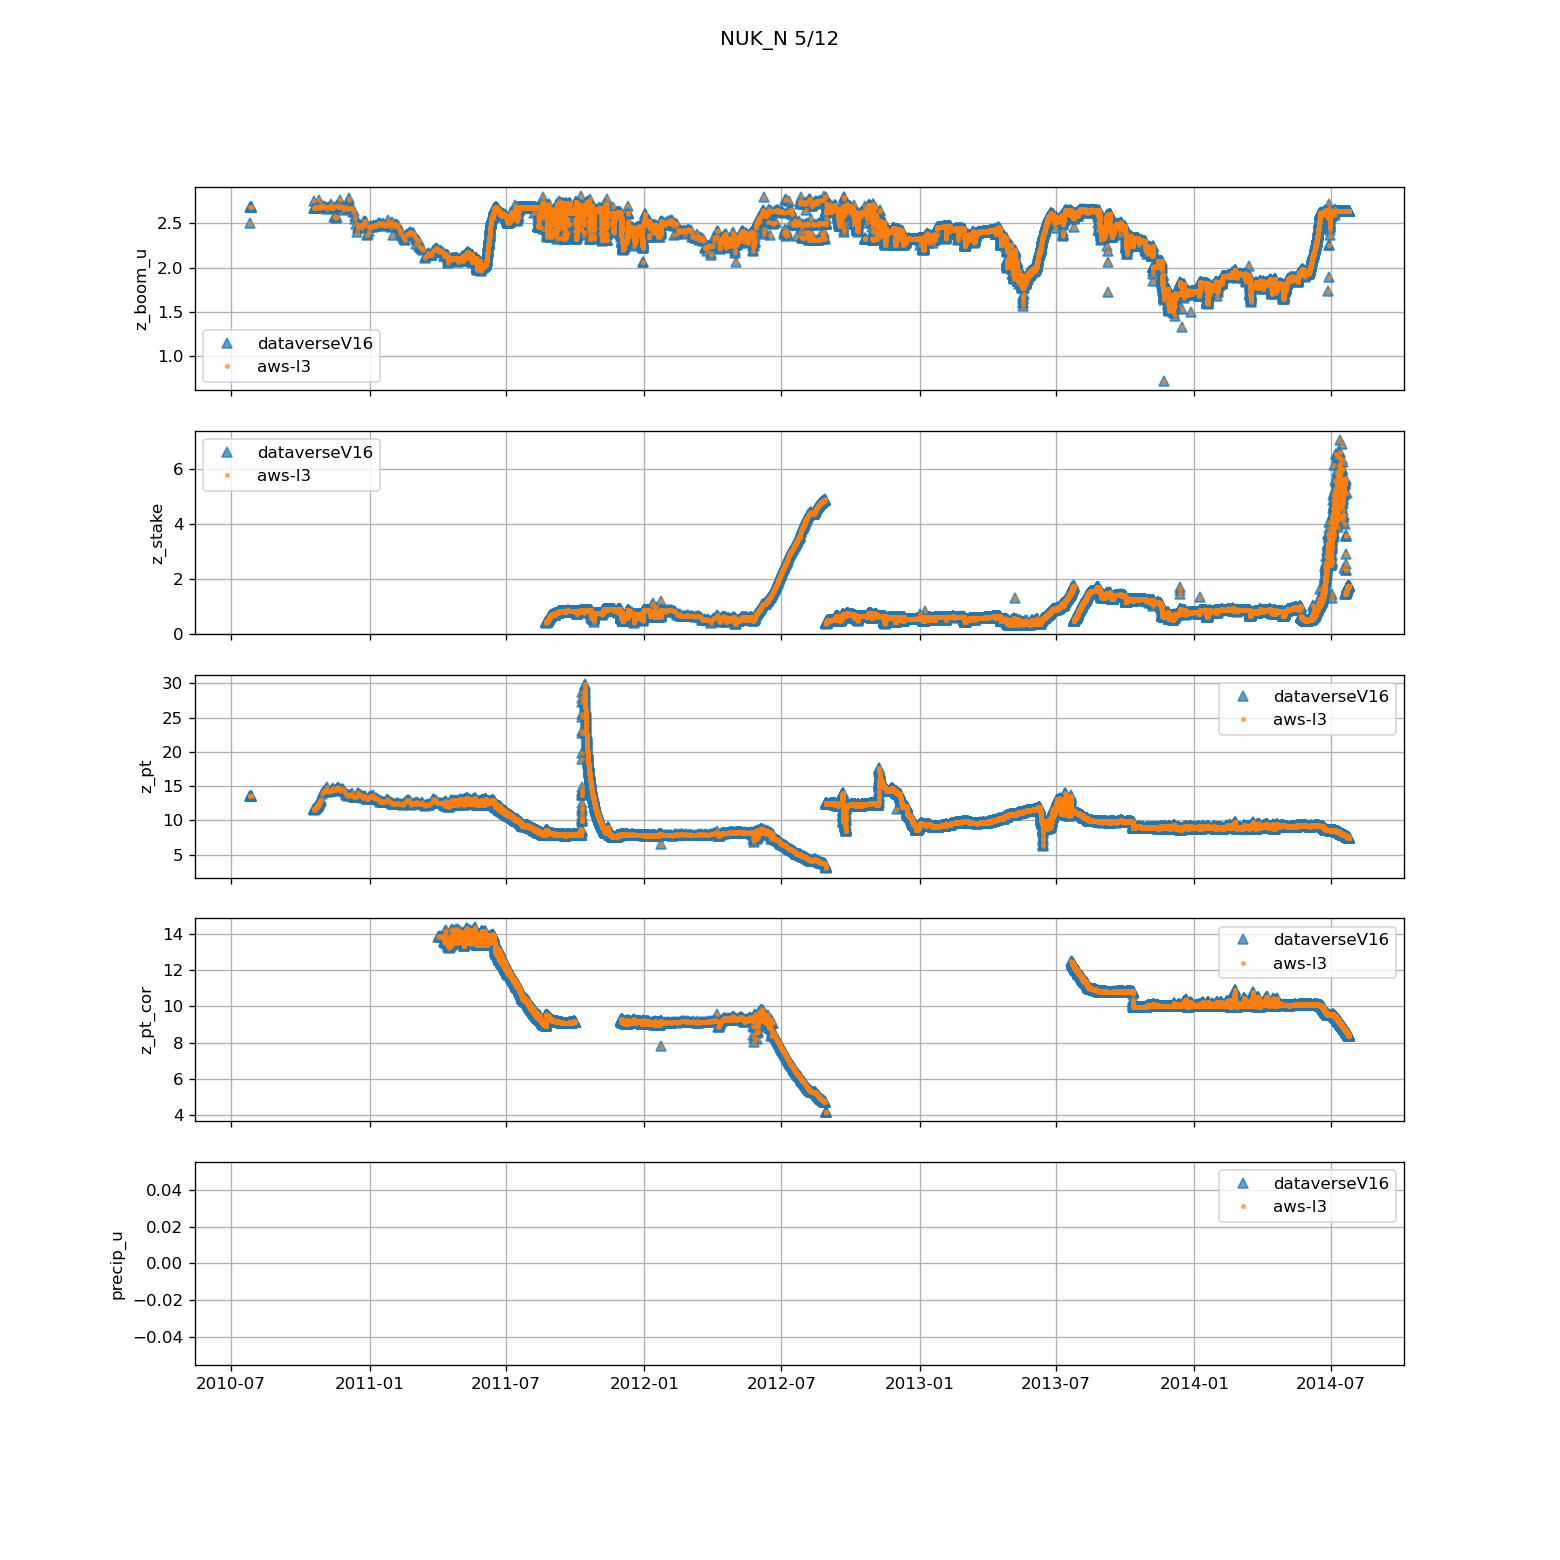 NUK_N 5/12
z_boom_u
2.5
2.0
1.5
1.0
dataverseV16
aws-l3
z_stake
6
4
2
0
dataverseV16
aws-l3
z_pt
30
25
20
15
10
5
dataverseV16
aws-l3
z_pt_cor
14
12
10
8
6
4
dataverseV16
aws-l3
precip_u
0.04
0.02
0.00
−0.02
−0.04
dataverseV16
aws-l3
2010-07 2011-01 2011-07 2012-01 2012-07 2013-01 2013-07 2014-01 2014-07